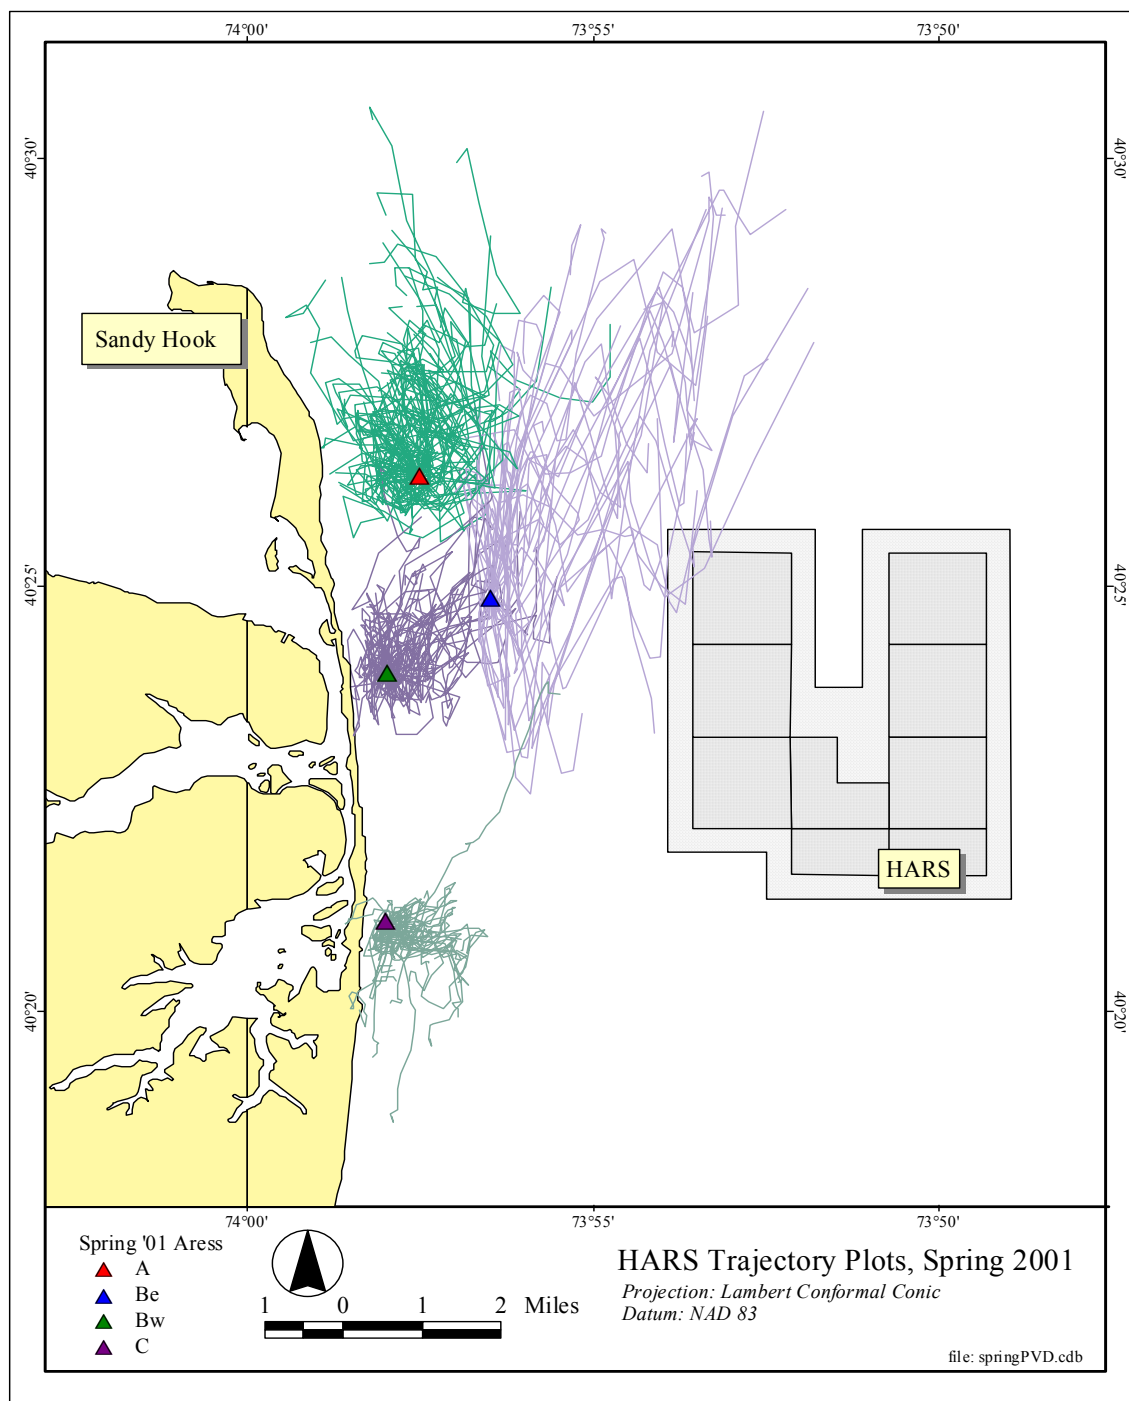 74°00'
73°55'
73°50'
40°30'
40°30'
Sandy Hook
40°25'
40°25'
HARS
40°20'
40°20'
74°00'
73°55'
73°50'
Spring '01 Aress
A
Be
Bw
C
1 0 1 2 Miles
HARS Trajectory Plots, Spring 2001
Projection: Lambert Conformal Conic
Datum: NAD 83
file: springPVD.cdb